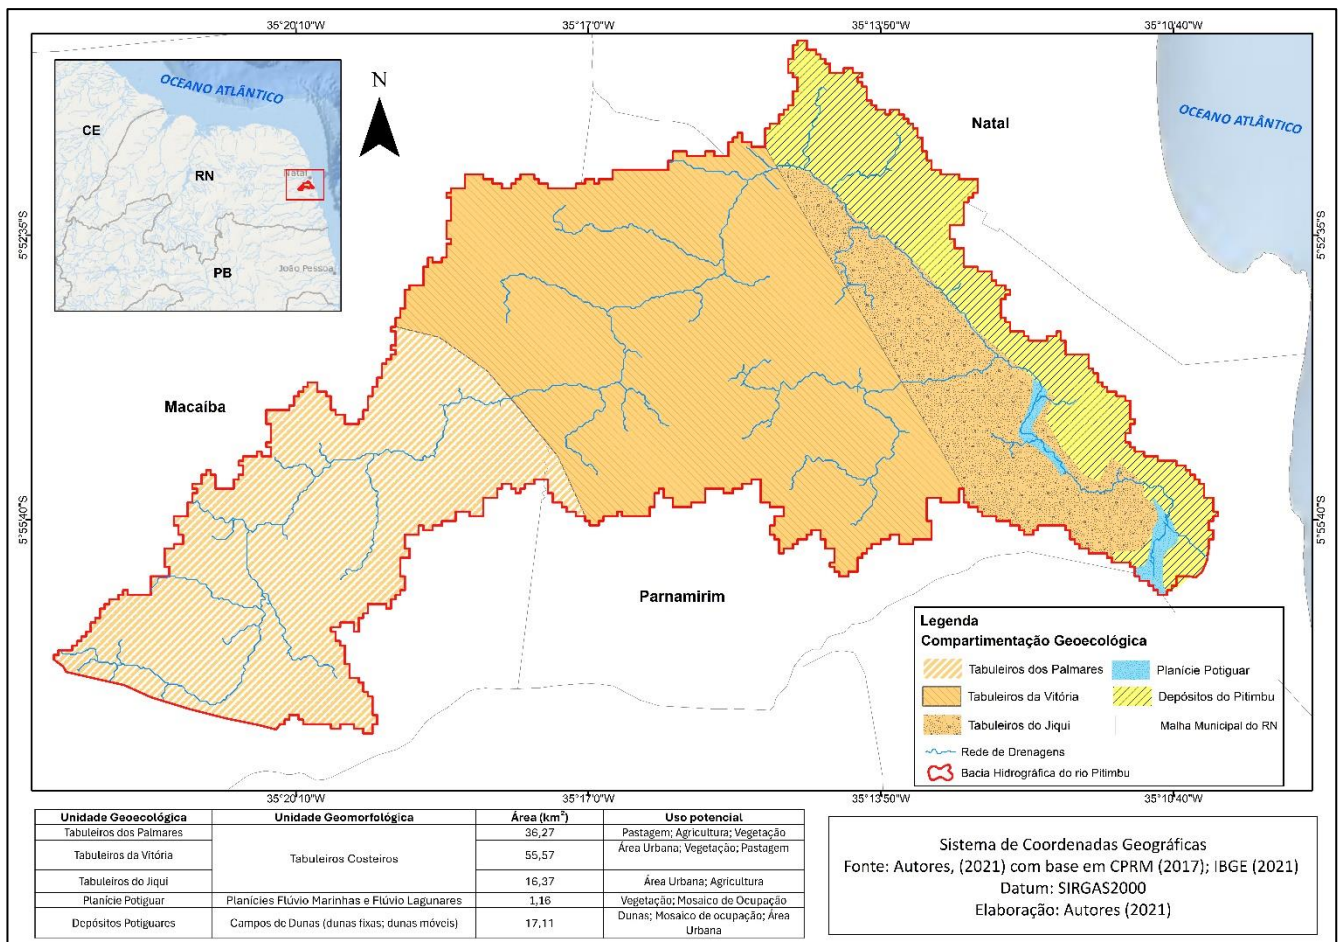 35°20'10"W
35°17'0"W
35°13'50"W
35°10'40"W
OCEANO ATLÂNTICO
CE
RN
Natal
PB
João Pessoa
N
Natal
OCEANO ATLÂNTICO
5°52'35"S
5°52'35"S
Macaíba
5°55'40"S
5°55'40"S
Parnamirim
Legenda
Compartimentação Geoecológica
Tabuleiros dos Palmares
Planície Potiguar
Tabuleiros da Vitória
Depósitos do Pitimbu
Tabuleiros do Jiqui
Malha Municipal do RN
Rede de Drenagens
Bacia Hidrográfica do rio Pitimbu
35°20'10"W
35°17'0"W
35°13'50"W
35°10'40"W
Unidade Geoecológica Unidade Geomorfológica Área (km²) Uso potencial
Tabuleiros dos Palmares 36,27 Pastagem; Agricultura; Vegetação
Tabuleiros da Vitória Tabuleiros Costeiros 55,57 Área Urbana; Vegetação; Pastagem
Tabuleiros do Jiqui 16,37 Área Urbana; Agricultura
Planície Potiguar Planícies Flúvio Marinhas e Flúvio Lagunares 1,16 Vegetação; Mosaico de Ocupação
Depósitos Potiguares Campos de Dunas (dunas fixas; dunas móveis) 17,11 Dunas; Mosaico de ocupação; Área
Urbana
Sistema de Coordenadas Geográficas
Fonte: Autores, (2021) com base em CPRM (2017); IBGE (2021)
Datum: SIRGAS2000
Elaboração: Autores (2021)